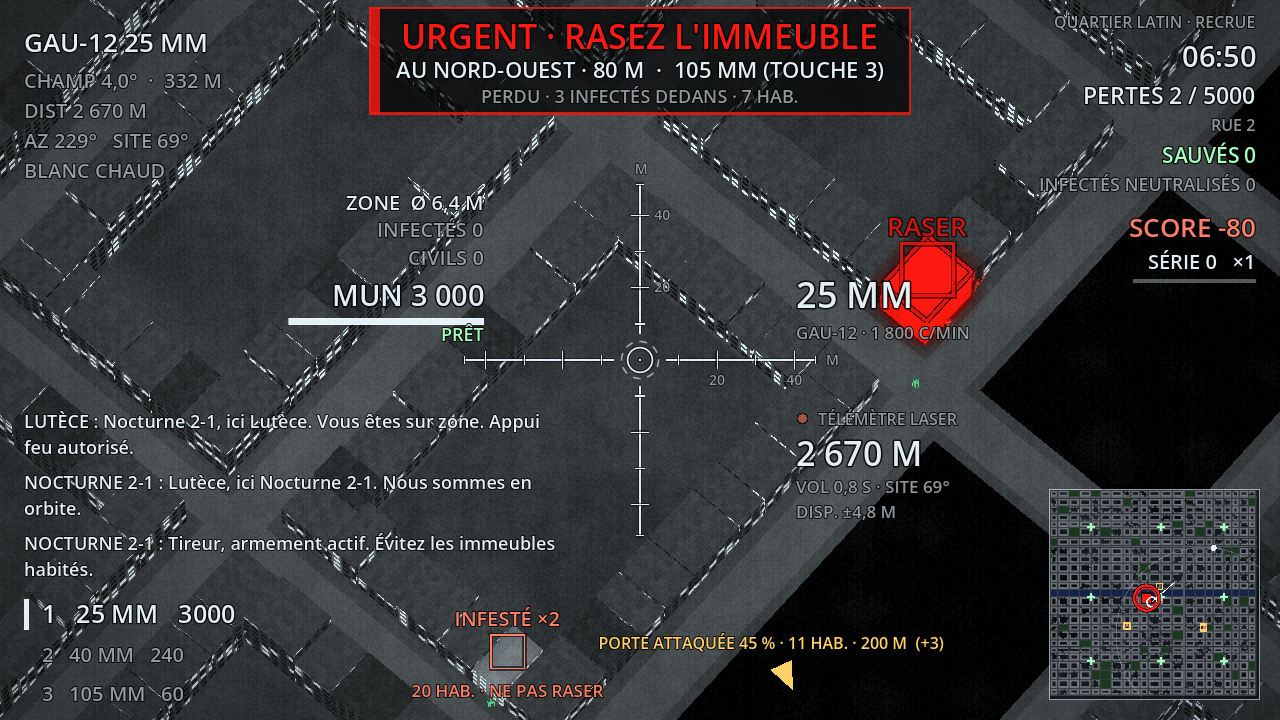 GAU-12 25 MM
CHAMP 4,0° · 332 M
DIST 2 670 M
AZ 229° SITE 69°
BLANC CHAUD
URGENT · RASEZ L'IMMEUBLE
AU NORD-OUEST · 80 M · 105 MM (TOUCHE 3)
PERDU · 3 INFECTÉS DEDANS · 7 HAB.
QUARTIER LATIN · RECRUE
06:50
PERTES 2 / 5000
RUE 2
SAUVÉS 0
INFECTÉS NEUTRALISÉS 0
SCORE -80
SÉRIE 0 ×1
ZONE Ø 6,4 M
INFECTÉS 0
CIVILS 0
MUN 3 000
PRÊT
M
40
20
20
40
M
RASER
25 MM
GAU-12 · 1 800 C/MIN
TÉLÉMÈTRE LASER
2 670 M
VOL 0,8 S · SITE 69°
DISP. ±4,8 M
LUTÈCE : Nocturne 2-1, ici Lutèce. Vous êtes sur zone. Appui
feu autorisé.
NOCTURNE 2-1 : Lutèce, ici Nocturne 2-1. Nous sommes en
orbite.
NOCTURNE 2-1 : Tireur, armement actif. Évitez les immeubles
habités.
1 25 MM 3000
2 40 MM 240
3 105 MM 60
INFESTÉ ×2
20 HAB. · NE PAS RASER
PORTE ATTAQUÉE 45 % · 11 HAB. · 200 M (+3)